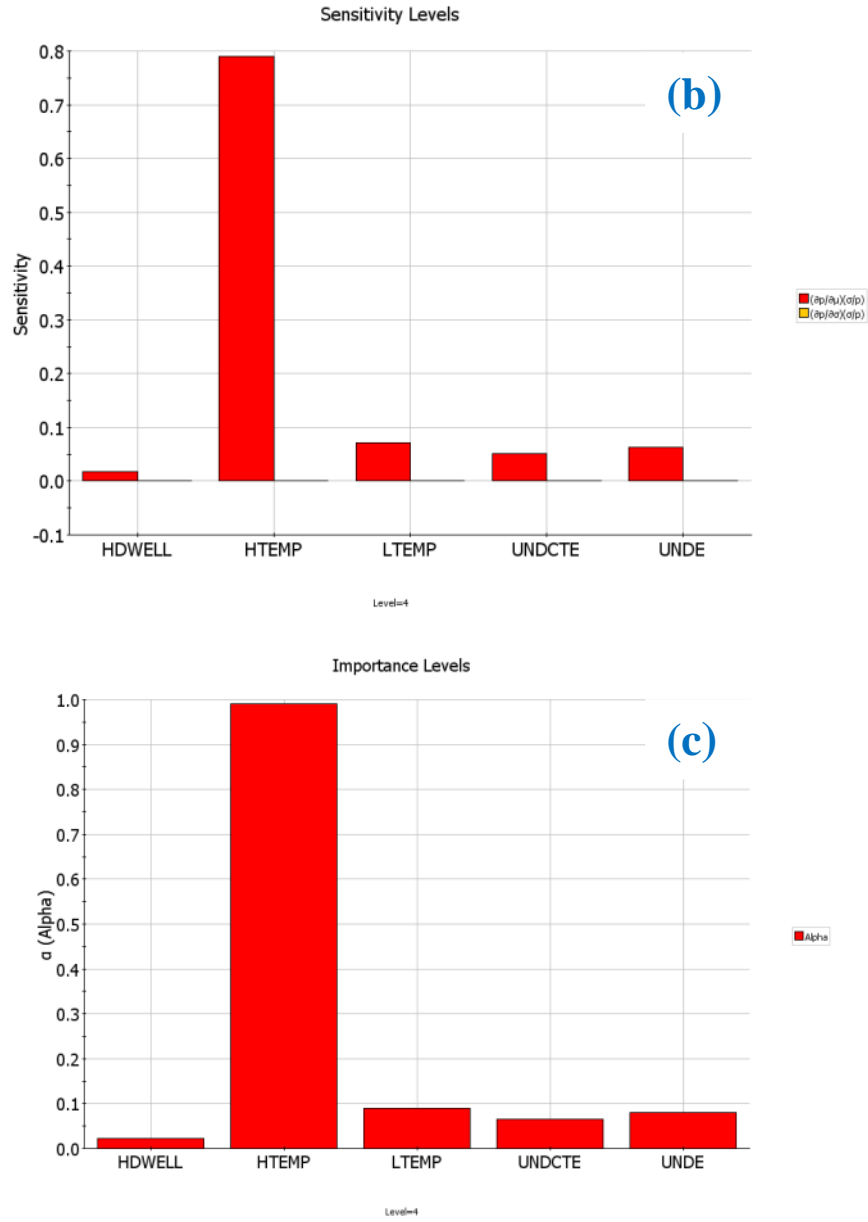 Sensitivity Levels
(b)
0.8
0.7
0.6
0.5
0.4
0.3
0.2
0.1
0.0
-0.1
Sensitivity
HDWELL HTEMP LTEMP UNDCTE UNDE
Level=4
(∂p/∂μ)(σ/p)
(∂p/∂σ)(σ/p)
Importance Levels
(c)
1.0
0.9
0.8
0.7
0.6
0.5
0.4
0.3
0.2
0.1
0.0
α (Alpha)
HDWELL HTEMP LTEMP UNDCTE UNDE
Level=4
Alpha